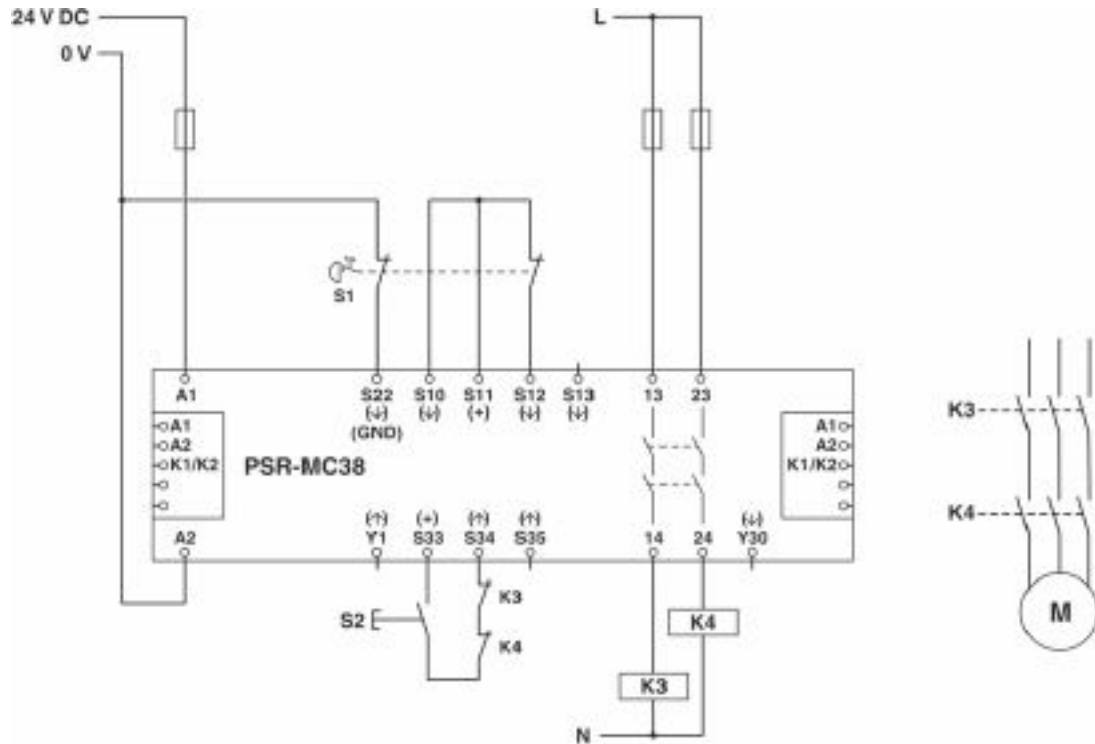 24 V DC
L
0 V
S1
A1 S22 S10 S11 S12 S13 13 23
(↓) (↓) (+) (↓) (↓)
(GND)
A1 A1
A2 A2
K1/K2 PSR-MC38 K1/K2
(↑) (+) (↑) (↑) (↓)
A2 Y1 S33 S34 S35 14 24 Y30
K3
K4
K3
S2
K4
K4
K3
M
N